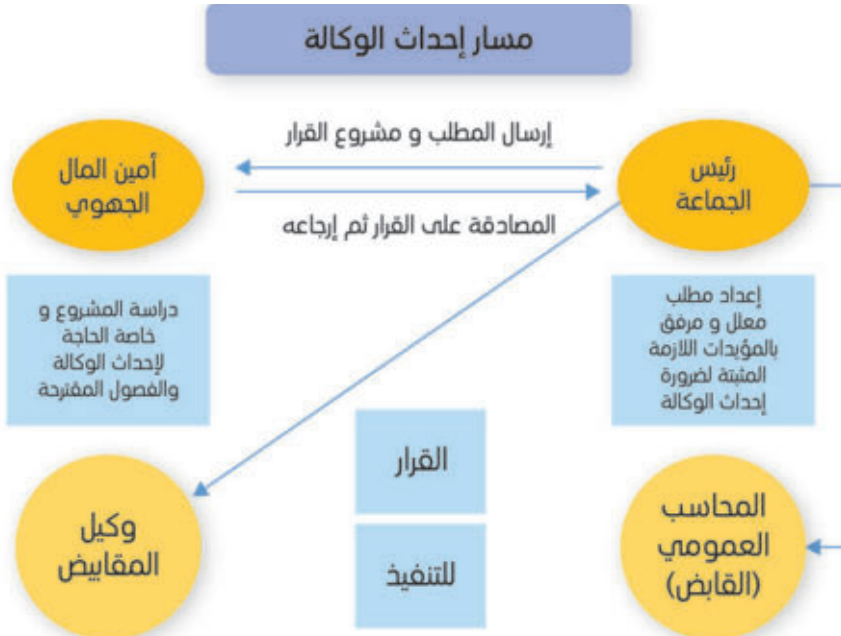 مسار إحداث الوكالة
إرسال المطلب و مشروع القرار
رئيس
الجماعة
أمين المال
الجهوي
المصادقة على القرار ثم إرجاعه
إعداد مطلب
معلل و مرفق
بالمؤيدات اللازمة
المثبتة لضرورة
إحداث الوكالة
دراسة المشروع و
خاصة الحاجة
لإحداث الوكالة
والفصول المقترحة
المحاسب
العمومي
(القابض)
القرار
للتنفيذ
وكيل
المقابيض